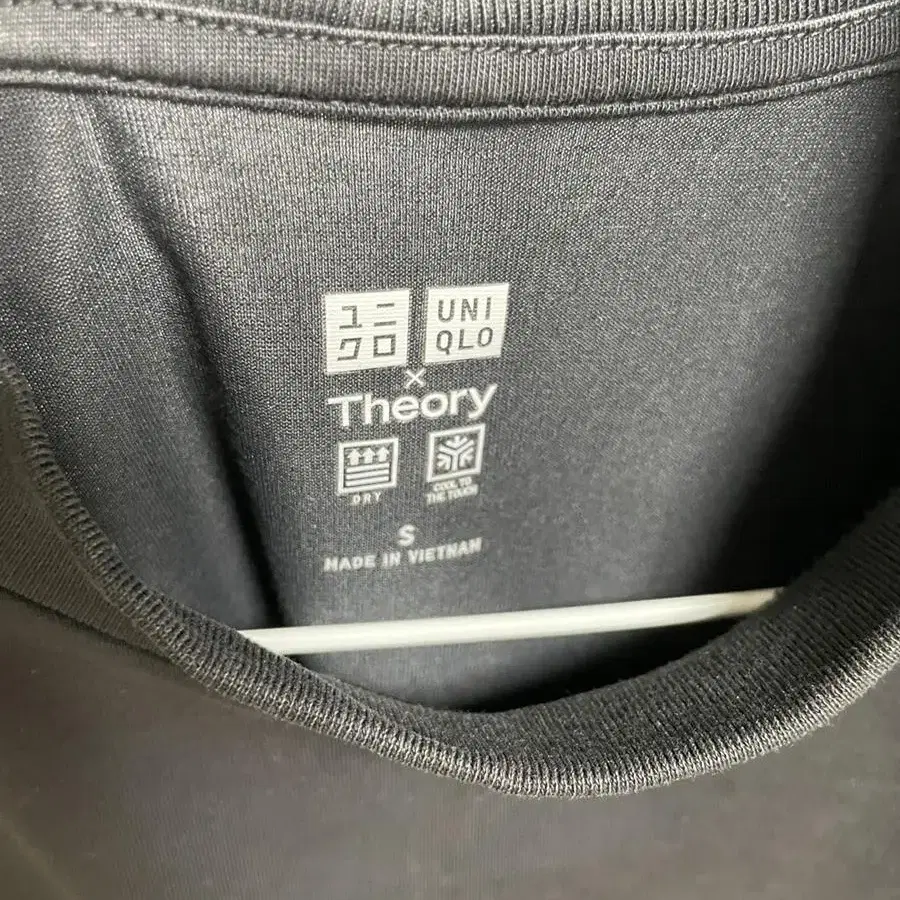 ユニ UNI
クロ QLO
×
Theory
DRY COOL TO
THE TOUCH
S
MADE IN VIETNAM